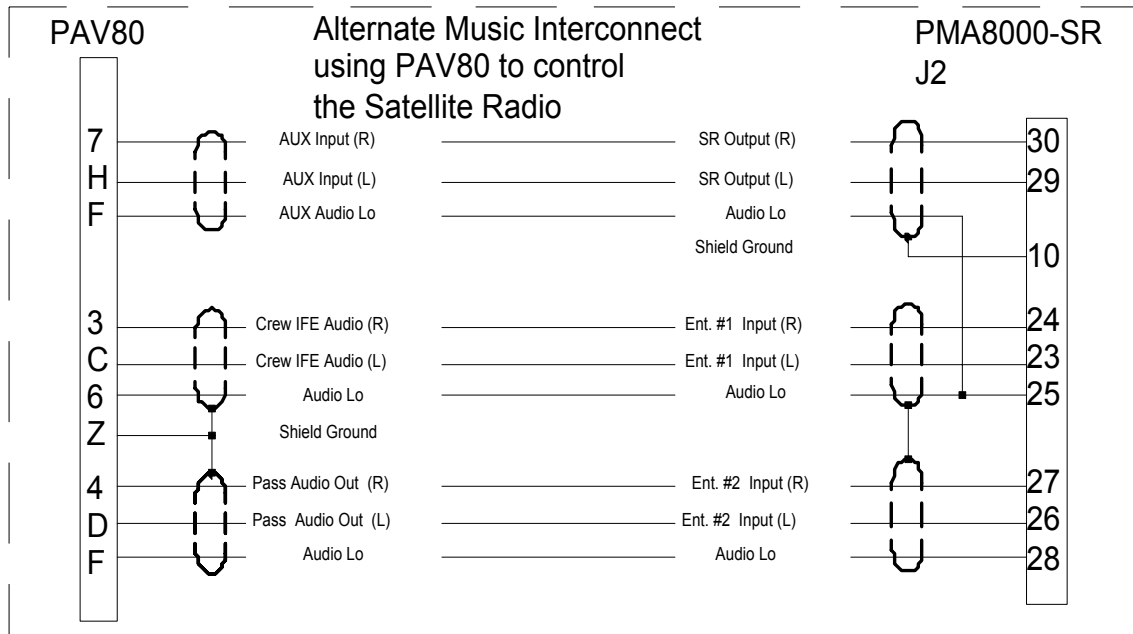 PAV80
Alternate Music Interconnect
using PAV80 to control
the Satellite Radio
PMA8000-SR
J2
7 AUX Input (R) SR Output (R) 30
H AUX Input (L) SR Output (L) 29
F AUX Audio Lo Audio Lo
Shield Ground 10
3 Crew IFE Audio (R) Ent. #1 Input (R) 24
C Crew IFE Audio (L) Ent. #1 Input (L) 23
6 Audio Lo Audio Lo 25
Z Shield Ground
4 Pass Audio Out (R) Ent. #2 Input (R) 27
D Pass Audio Out (L) Ent. #2 Input (L) 26
F Audio Lo Audio Lo 28